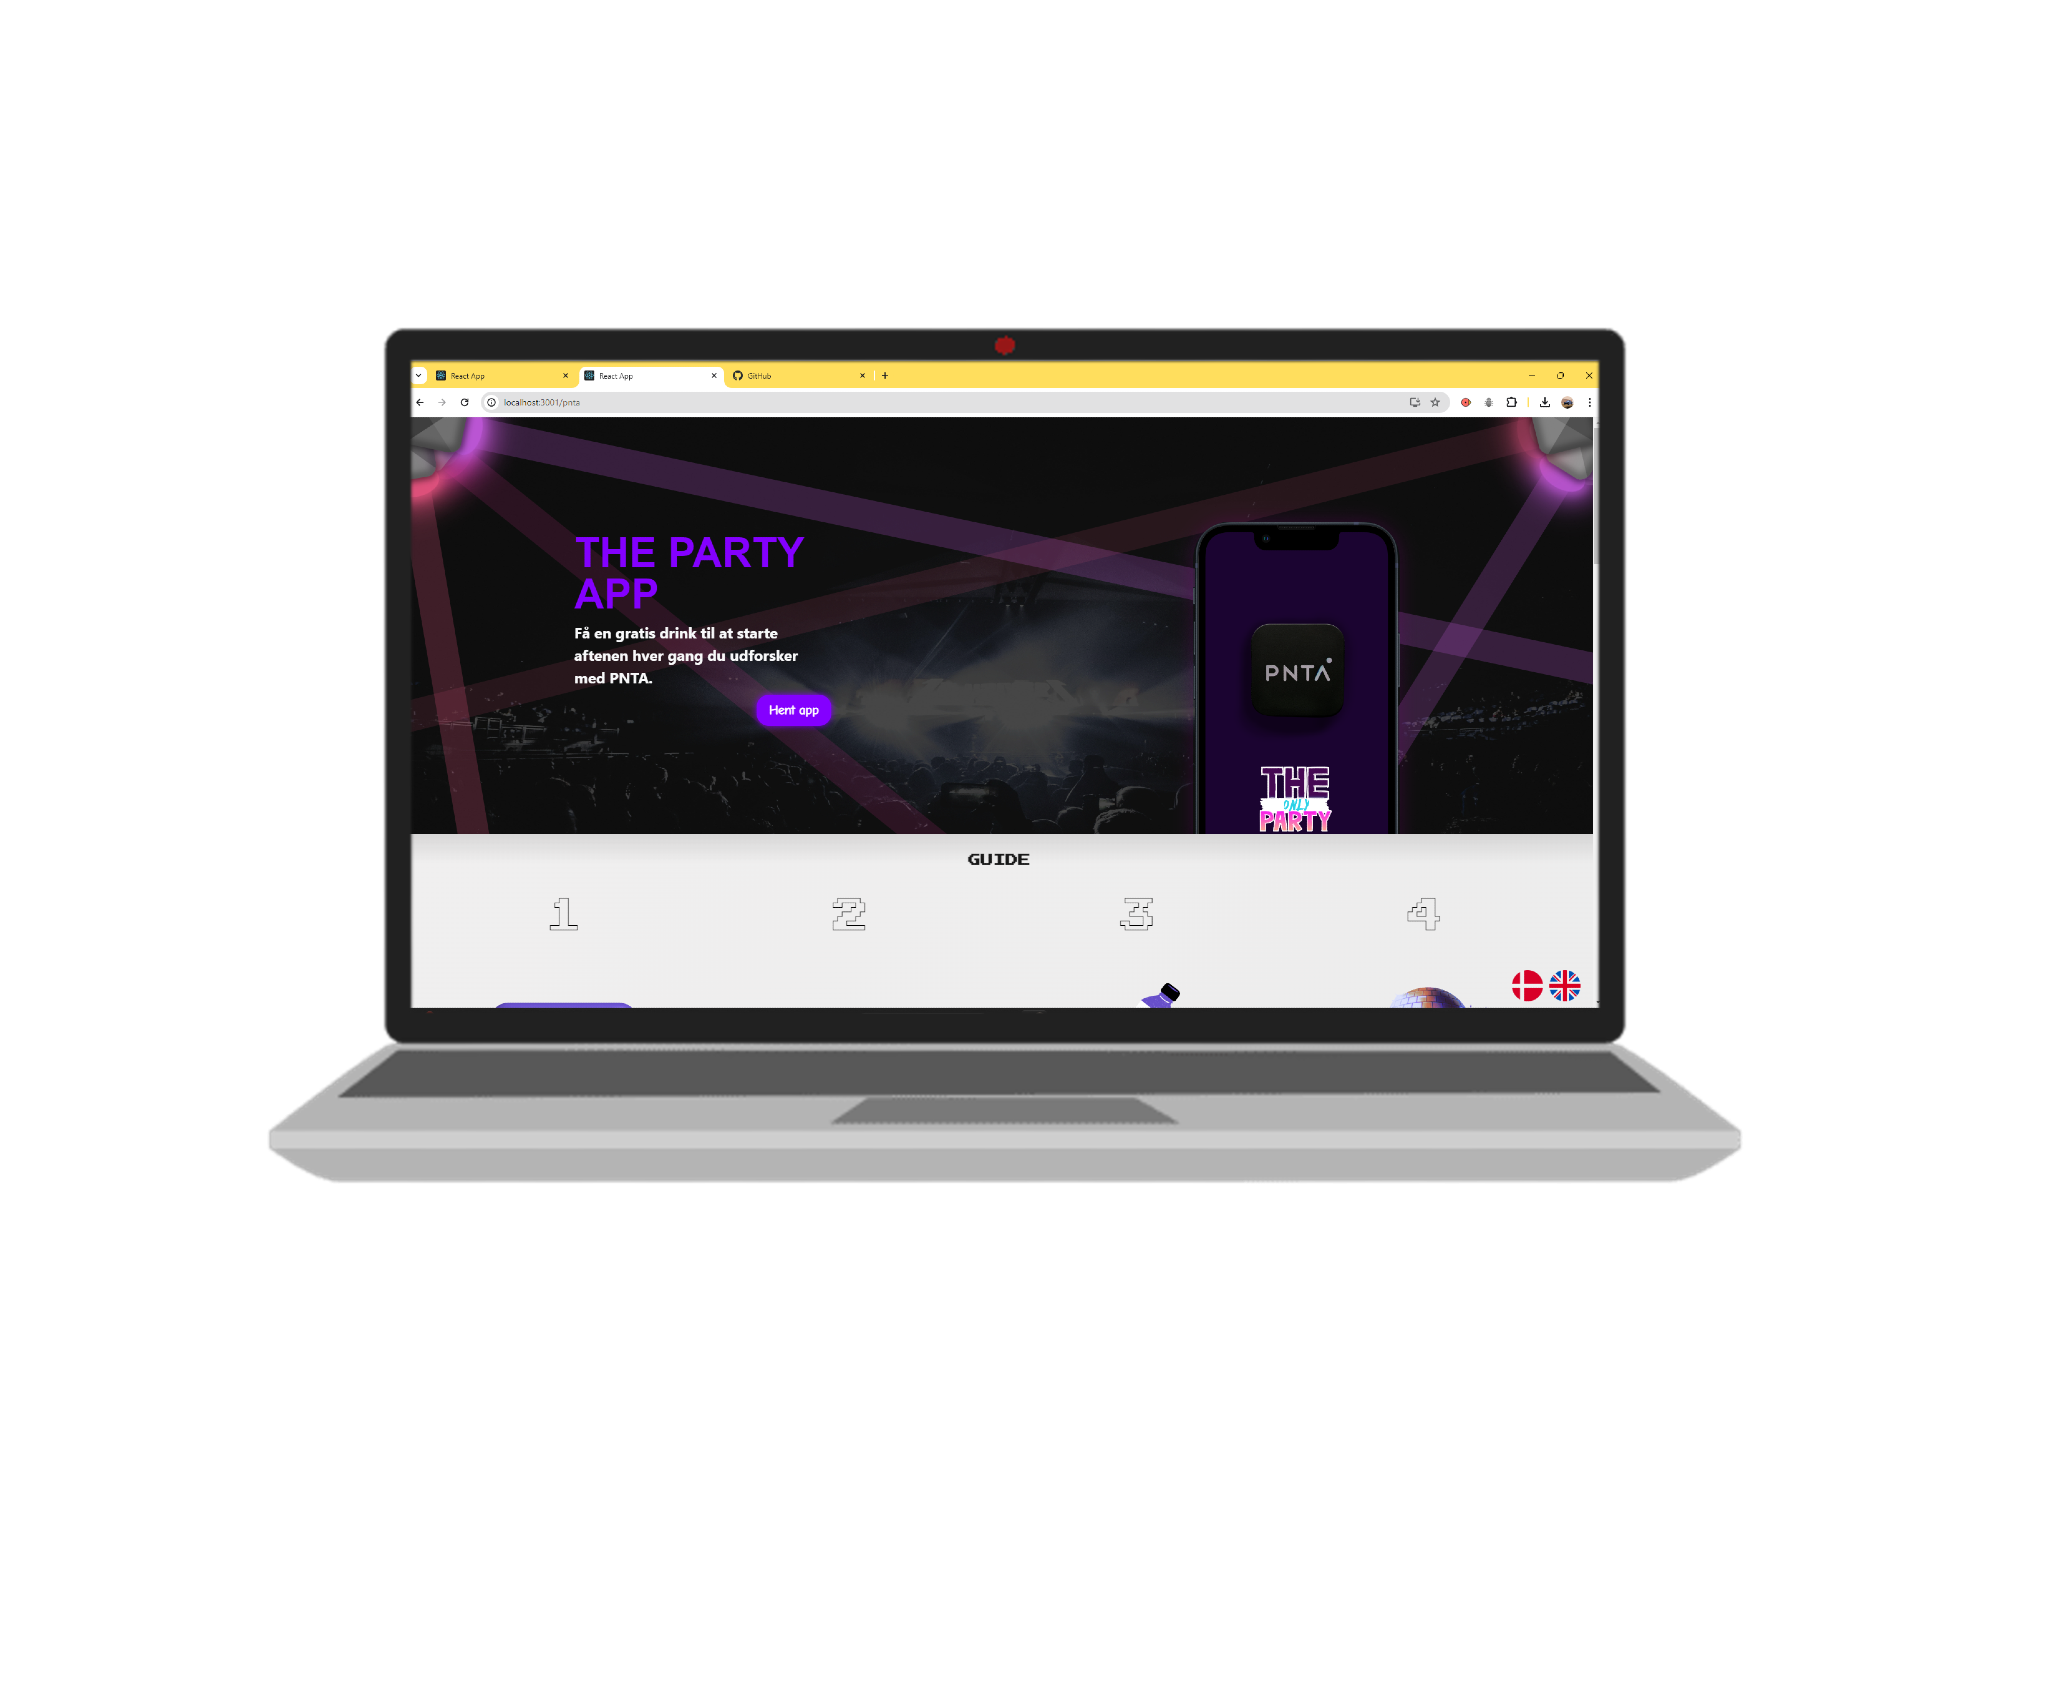 React App
React App
GitHub
localhost:3001/pnta
THE PARTY
APP
Få en gratis drink til at starte
aftenen hver gang du udforsker
med PNTA.
Hent app
PNTA
THE
ONLY
PARTY
GUIDE
1 2 3 4